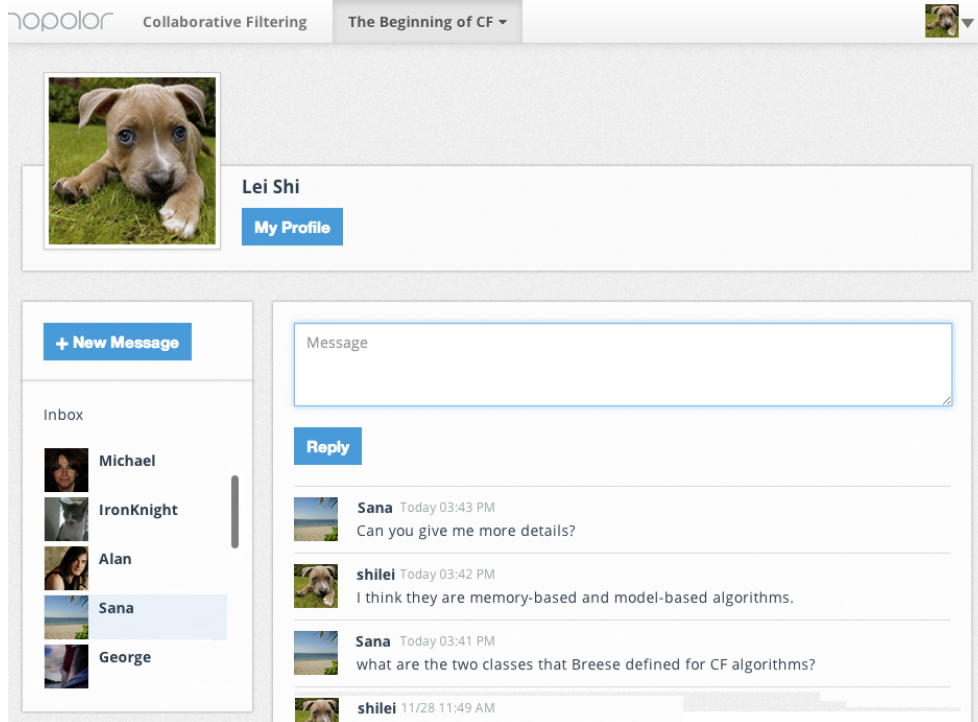 Collaborative Filtering
The Beginning of CF
Lei Shi
My Profile
+ New Message
Inbox
Michael
IronKnight
Alan
Sana
George
Message
Reply
Sana Today 03:43 PM
Can you give me more details?
shilei Today 03:42 PM
I think they are memory-based and model-based algorithms.
Sana Today 03:41 PM
what are the two classes that Breese defined for CF algorithms?
shilei 11/28 11:49 AM